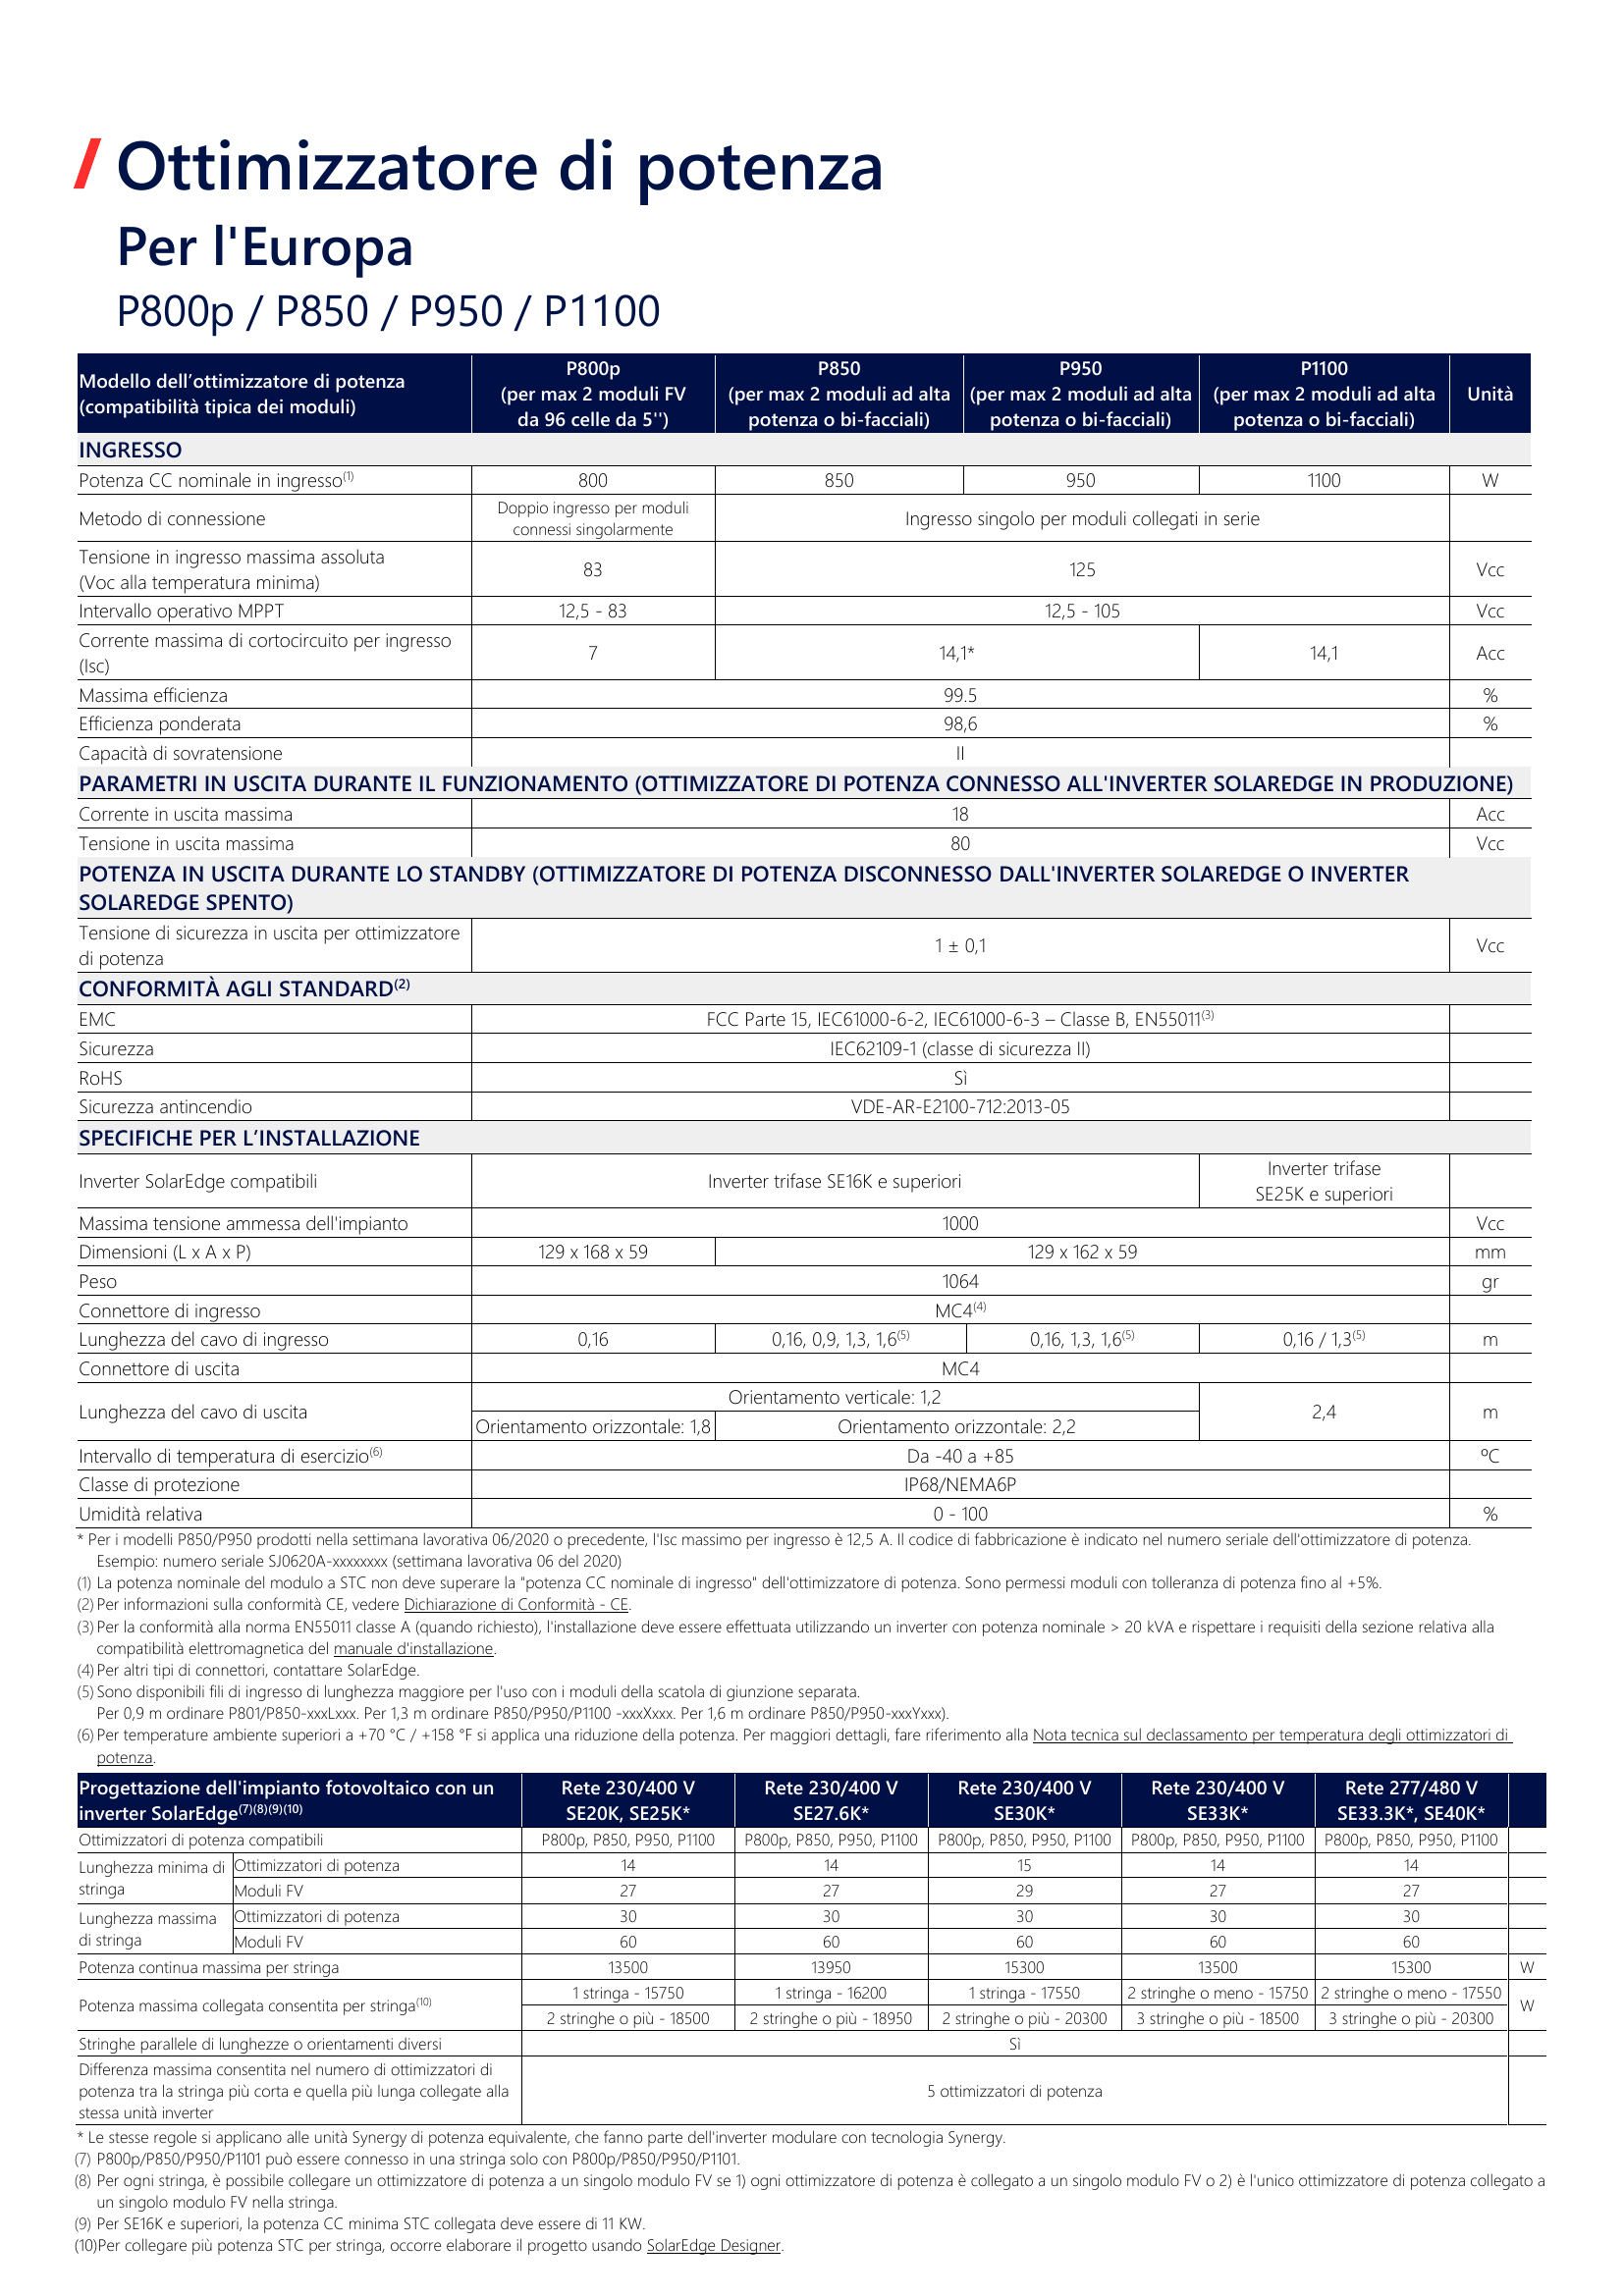 / Ottimizzatore di potenza
Per l'Europa
P800p / P850 / P950 / P1100
Modello dell’ottimizzatore di potenza (compatibilità tipica dei moduli) P800p (per max 2 moduli FV da 96 celle da 5'') P850 (per max 2 moduli ad alta potenza o bi-facciali) P950 (per max 2 moduli ad alta potenza o bi-facciali) P1100 (per max 2 moduli ad alta potenza o bi-facciali) Unità
INGRESSO
Potenza CC nominale in ingresso(1) 800 850 950 1100 W
Metodo di connessione Doppio ingresso per moduli connessi singolarmente Ingresso singolo per moduli collegati in serie
Tensione in ingresso massima assoluta (Voc alla temperatura minima) 83 125 Vcc
Intervallo operativo MPPT 12,5 - 83 12,5 - 105 Vcc
Corrente massima di cortocircuito per ingresso (Isc) 7 14,1* 14,1 Acc
Massima efficienza 99.5 %
Efficienza ponderata 98,6 %
Capacità di sovratensione II
PARAMETRI IN USCITA DURANTE IL FUNZIONAMENTO (OTTIMIZZATORE DI POTENZA CONNESSO ALL'INVERTER SOLAREDGE IN PRODUZIONE)
Corrente in uscita massima 18 Acc
Tensione in uscita massima 80 Vcc
POTENZA IN USCITA DURANTE LO STANDBY (OTTIMIZZATORE DI POTENZA DISCONNESSO DALL'INVERTER SOLAREDGE O INVERTER
SOLAREDGE SPENTO)
Tensione di sicurezza in uscita per ottimizzatore di potenza 1 ± 0,1 Vcc
CONFORMITÀ AGLI STANDARD(2)
EMC FCC Parte 15, IEC61000-6-2, IEC61000-6-3 – Classe B, EN55011(3)
Sicurezza IEC62109-1 (classe di sicurezza II)
RoHS Sì
Sicurezza antincendio VDE-AR-E2100-712:2013-05
SPECIFICHE PER L’INSTALLAZIONE
Inverter SolarEdge compatibili Inverter trifase SE16K e superiori Inverter trifase SE25K e superiori
Massima tensione ammessa dell'impianto 1000 Vcc
Dimensioni (L x A x P) 129 x 168 x 59 129 x 162 x 59 mm
Peso 1064 gr
Connettore di ingresso MC4(4)
Lunghezza del cavo di ingresso 0,16 0,16, 0,9, 1,3, 1,6(5) 0,16, 1,3, 1,6(5) 0,16 / 1,3(5) m
Connettore di uscita MC4
Lunghezza del cavo di uscita Orientamento verticale: 1,2 2,4 m
Orientamento orizzontale: 1,8 Orientamento orizzontale: 2,2
Intervallo di temperatura di esercizio(6) Da -40 a +85 ºC
Classe di protezione IP68/NEMA6P
Umidità relativa 0 - 100 %
* Per i modelli P850/P950 prodotti nella settimana lavorativa 06/2020 o precedente, l'Isc massimo per ingresso è 12,5 A. Il codice di fabbricazione è indicato nel numero seriale dell'ottimizzatore di potenza.
Esempio: numero seriale SJ0620A-xxxxxxxx (settimana lavorativa 06 del 2020)
(1) La potenza nominale del modulo a STC non deve superare la "potenza CC nominale di ingresso" dell'ottimizzatore di potenza. Sono permessi moduli con tolleranza di potenza fino al +5%.
(2) Per informazioni sulla conformità CE, vedere Dichiarazione di Conformità - CE.
(3) Per la conformità alla norma EN55011 classe A (quando richiesto), l'installazione deve essere effettuata utilizzando un inverter con potenza nominale > 20 kVA e rispettare i requisiti della sezione relativa alla
compatibilità elettromagnetica del manuale d'installazione.
(4) Per altri tipi di connettori, contattare SolarEdge.
(5) Sono disponibili fili di ingresso di lunghezza maggiore per l'uso con i moduli della scatola di giunzione separata.
Per 0,9 m ordinare P801/P850-xxxLxxx. Per 1,3 m ordinare P850/P950/P1100 -xxxXxxx. Per 1,6 m ordinare P850/P950-xxxYxxx).
(6) Per temperature ambiente superiori a +70 °C / +158 °F si applica una riduzione della potenza. Per maggiori dettagli, fare riferimento alla Nota tecnica sul declassamento per temperatura degli ottimizzatori di
potenza.
Progettazione dell'impianto fotovoltaico con un inverter SolarEdge(7)(8)(9)(10) Rete 230/400 V SE20K, SE25K* Rete 230/400 V SE27.6K* Rete 230/400 V SE30K* Rete 230/400 V SE33K* Rete 277/480 V SE33.3K*, SE40K*
Ottimizzatori di potenza compatibili P800p, P850, P950, P1100 P800p, P850, P950, P1100 P800p, P850, P950, P1100 P800p, P850, P950, P1100 P800p, P850, P950, P1100
Lunghezza minima di stringa Ottimizzatori di potenza 14 14 15 14 14
Moduli FV 27 27 29 27 27
Lunghezza massima di stringa Ottimizzatori di potenza 30 30 30 30 30
Moduli FV 60 60 60 60 60
Potenza continua massima per stringa 13500 13950 15300 13500 15300 W
Potenza massima collegata consentita per stringa(10) 1 stringa - 15750 1 stringa - 16200 1 stringa - 17550 2 stringhe o meno - 15750 2 stringhe o meno - 17550 W
2 stringhe o più - 18500 2 stringhe o più - 18950 2 stringhe o più - 20300 3 stringhe o più - 18500 3 stringhe o più - 20300
Stringhe parallele di lunghezze o orientamenti diversi Sì
Differenza massima consentita nel numero di ottimizzatori di
potenza tra la stringa più corta e quella più lunga collegate alla 5 ottimizzatori di potenza
stessa unità inverter
* Le stesse regole si applicano alle unità Synergy di potenza equivalente, che fanno parte dell'inverter modulare con tecnologia Synergy.
(7) P800p/P850/P950/P1101 può essere connesso in una stringa solo con P800p/P850/P950/P1101.
(8) Per ogni stringa, è possibile collegare un ottimizzatore di potenza a un singolo modulo FV se 1) ogni ottimizzatore di potenza è collegato a un singolo modulo FV o 2) è l'unico ottimizzatore di potenza collegato a
un singolo modulo FV nella stringa.
(9) Per SE16K e superiori, la potenza CC minima STC collegata deve essere di 11 KW.
(10)Per collegare più potenza STC per stringa, occorre elaborare il progetto usando SolarEdge Designer.